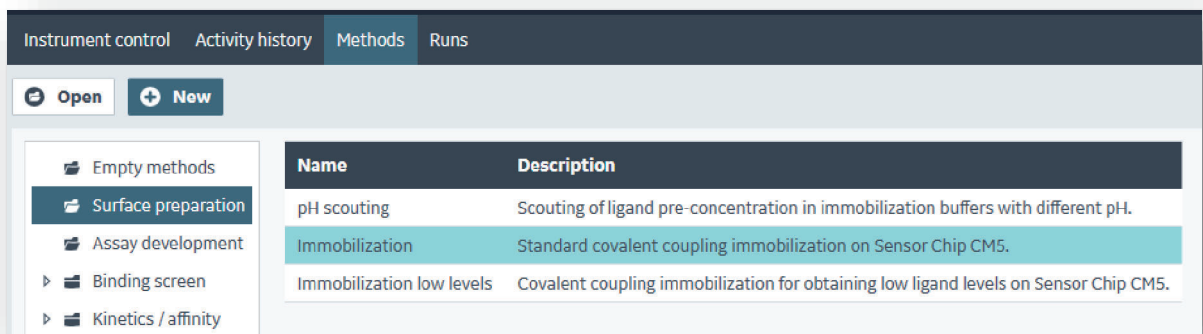 Instrument control Activity history Methods Runs
Open New
Empty methods
Surface preparation
Assay development
Binding screen
Kinetics / affinity
Name Description
pH scouting Scouting of ligand pre-concentration in immobilization buffers with different pH.
Immobilization Standard covalent coupling immobilization on Sensor Chip CM5.
Immobilization low levels Covalent coupling immobilization for obtaining low ligand levels on Sensor Chip CM5.